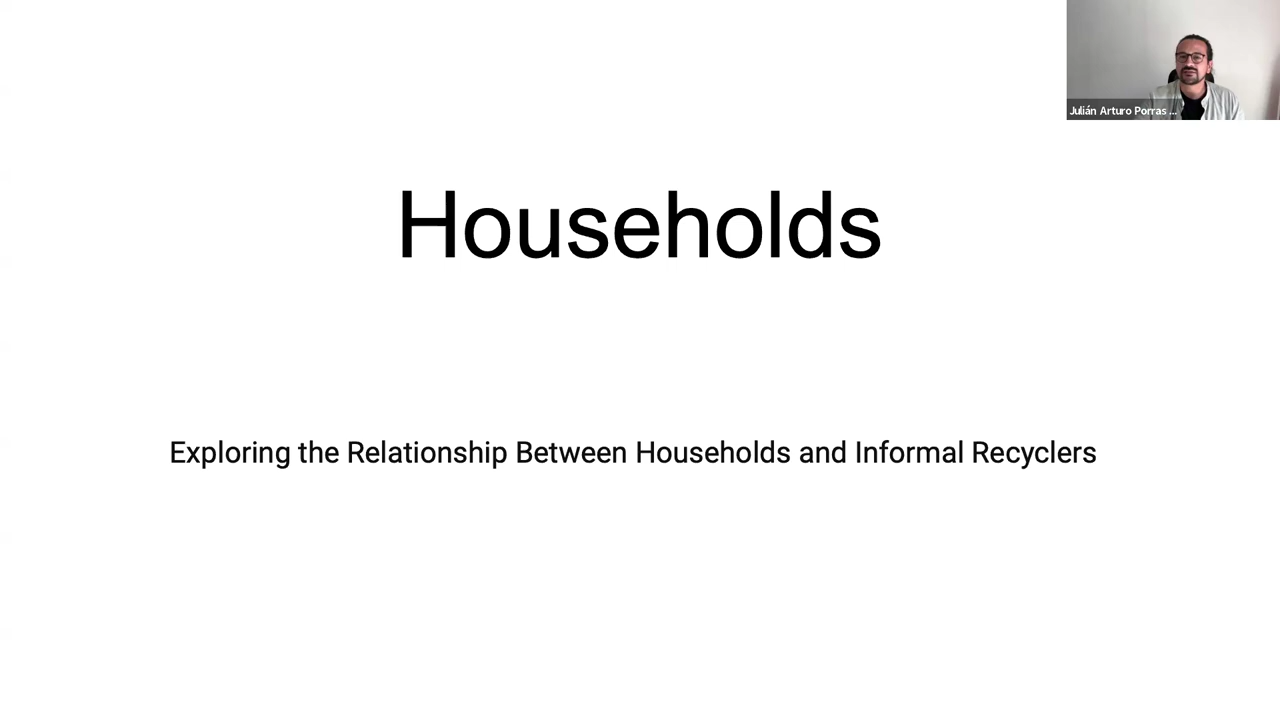 Julián Arturo Porras ...
Households
Exploring the Relationship Between Households and Informal Recyclers